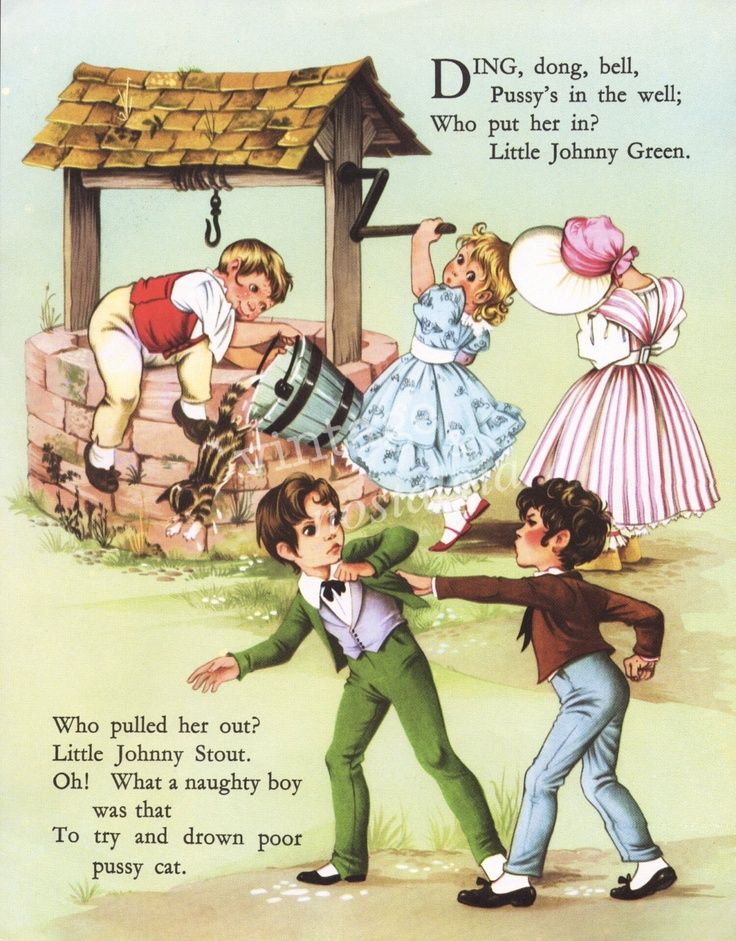 DING, dong, bell,
Pussy's in the well;
Who put her in?
Little Johnny Green.
Who pulled her out?
Little Johnny Stout.
Oh! What a naughty boy
was that
To try and drown poor
pussy cat.